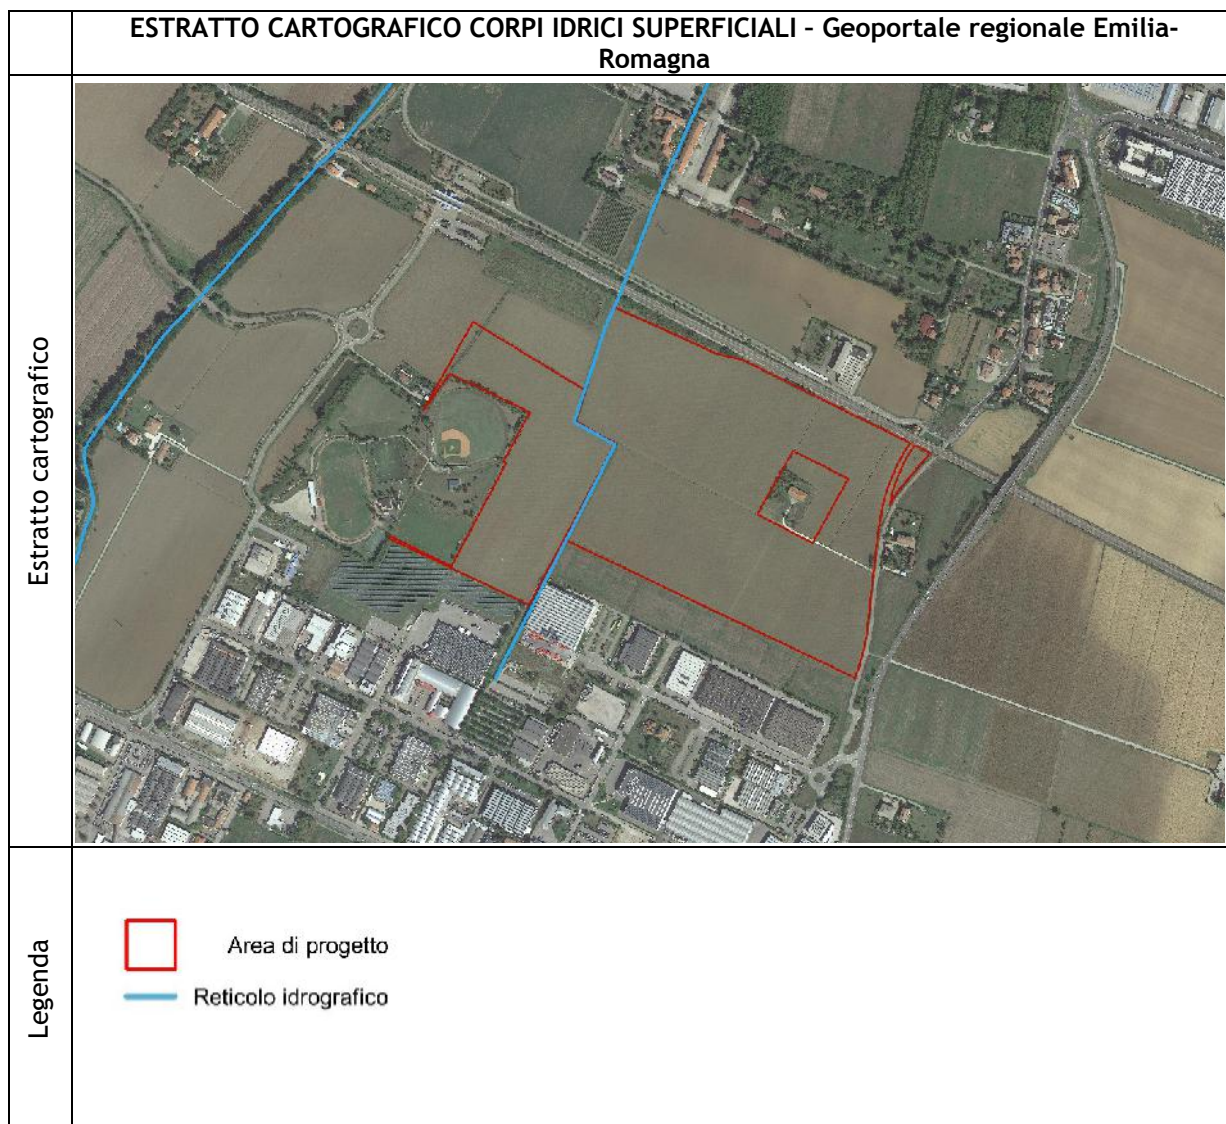 ESTRATTO CARTOGRAFICO CORPI IDRICI SUPERFICIALI - Geoportale regionale Emilia-
Romagna
Estratto cartografico
Legenda
Area di progetto
Reticolo idrografico